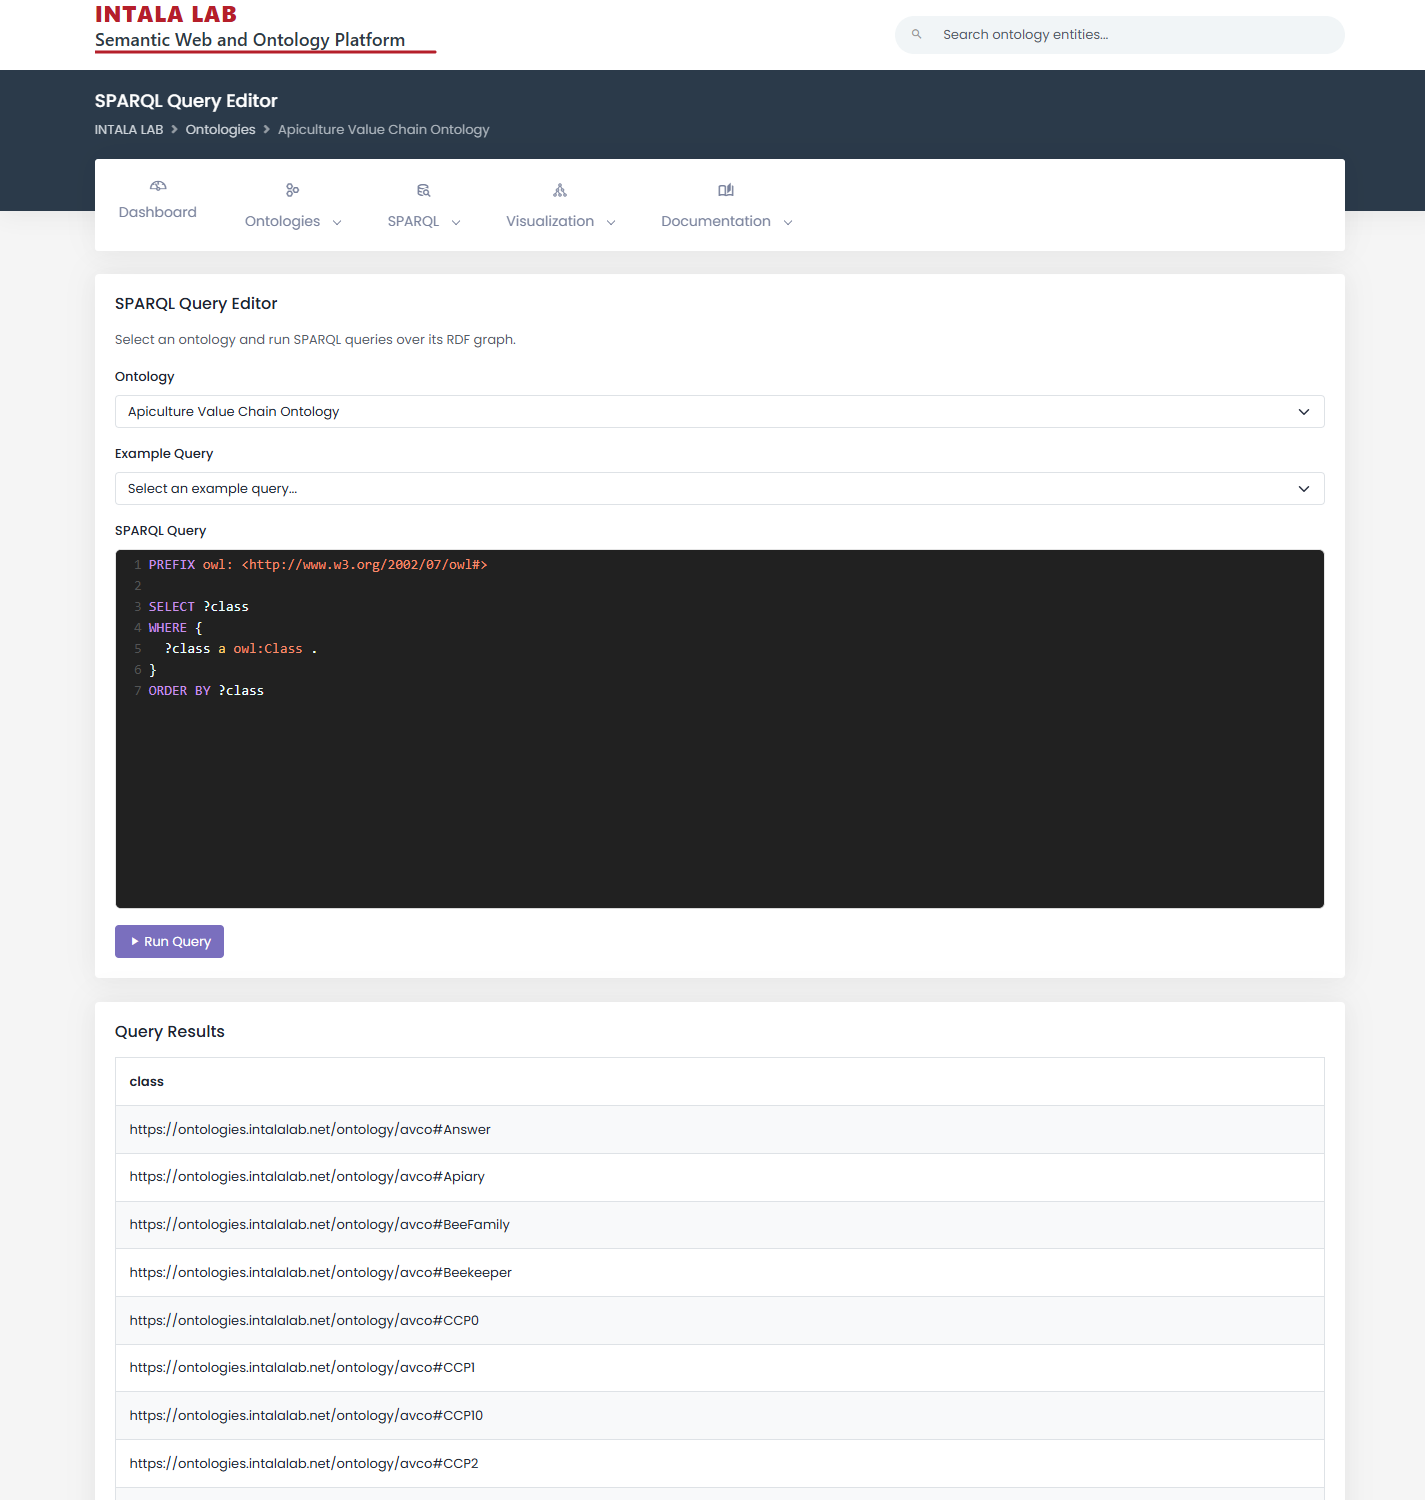 INTALA LAB
Semantic Web and Ontology Platform
Search ontology entities...
SPARQL Query Editor
INTALA LAB > Ontologies > Apiculture Value Chain Ontology
Dashboard
Ontologies
SPARQL
Visualization
Documentation
SPARQL Query Editor
Select an ontology and run SPARQL queries over its RDF graph.
Ontology
Apiculture Value Chain Ontology
Example Query
Select an example query...
SPARQL Query
1 PREFIX owl: <http://www.w3.org/2002/07/owl#>
2
3 SELECT ?class
4 WHERE {
5   ?class a owl:Class .
6 }
7 ORDER BY ?class
Run Query
Query Results
class
https://ontologies.intalalab.net/ontology/avco#Answer
https://ontologies.intalalab.net/ontology/avco#Apiary
https://ontologies.intalalab.net/ontology/avco#BeeFamily
https://ontologies.intalalab.net/ontology/avco#Beekeeper
https://ontologies.intalalab.net/ontology/avco#CCP0
https://ontologies.intalalab.net/ontology/avco#CCP1
https://ontologies.intalalab.net/ontology/avco#CCP10
https://ontologies.intalalab.net/ontology/avco#CCP2